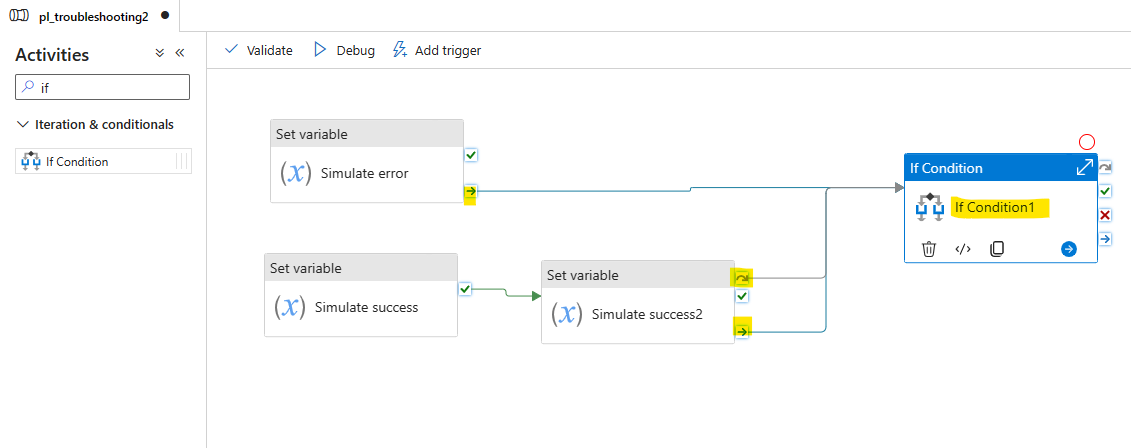 pl_troubleshooting2
Activities
if
Iteration & conditionals
If Condition
Validate
Debug
Add trigger
Set variable
(x) Simulate error
Set variable
(x) Simulate success
Set variable
(x) Simulate success2
If Condition
If Condition1